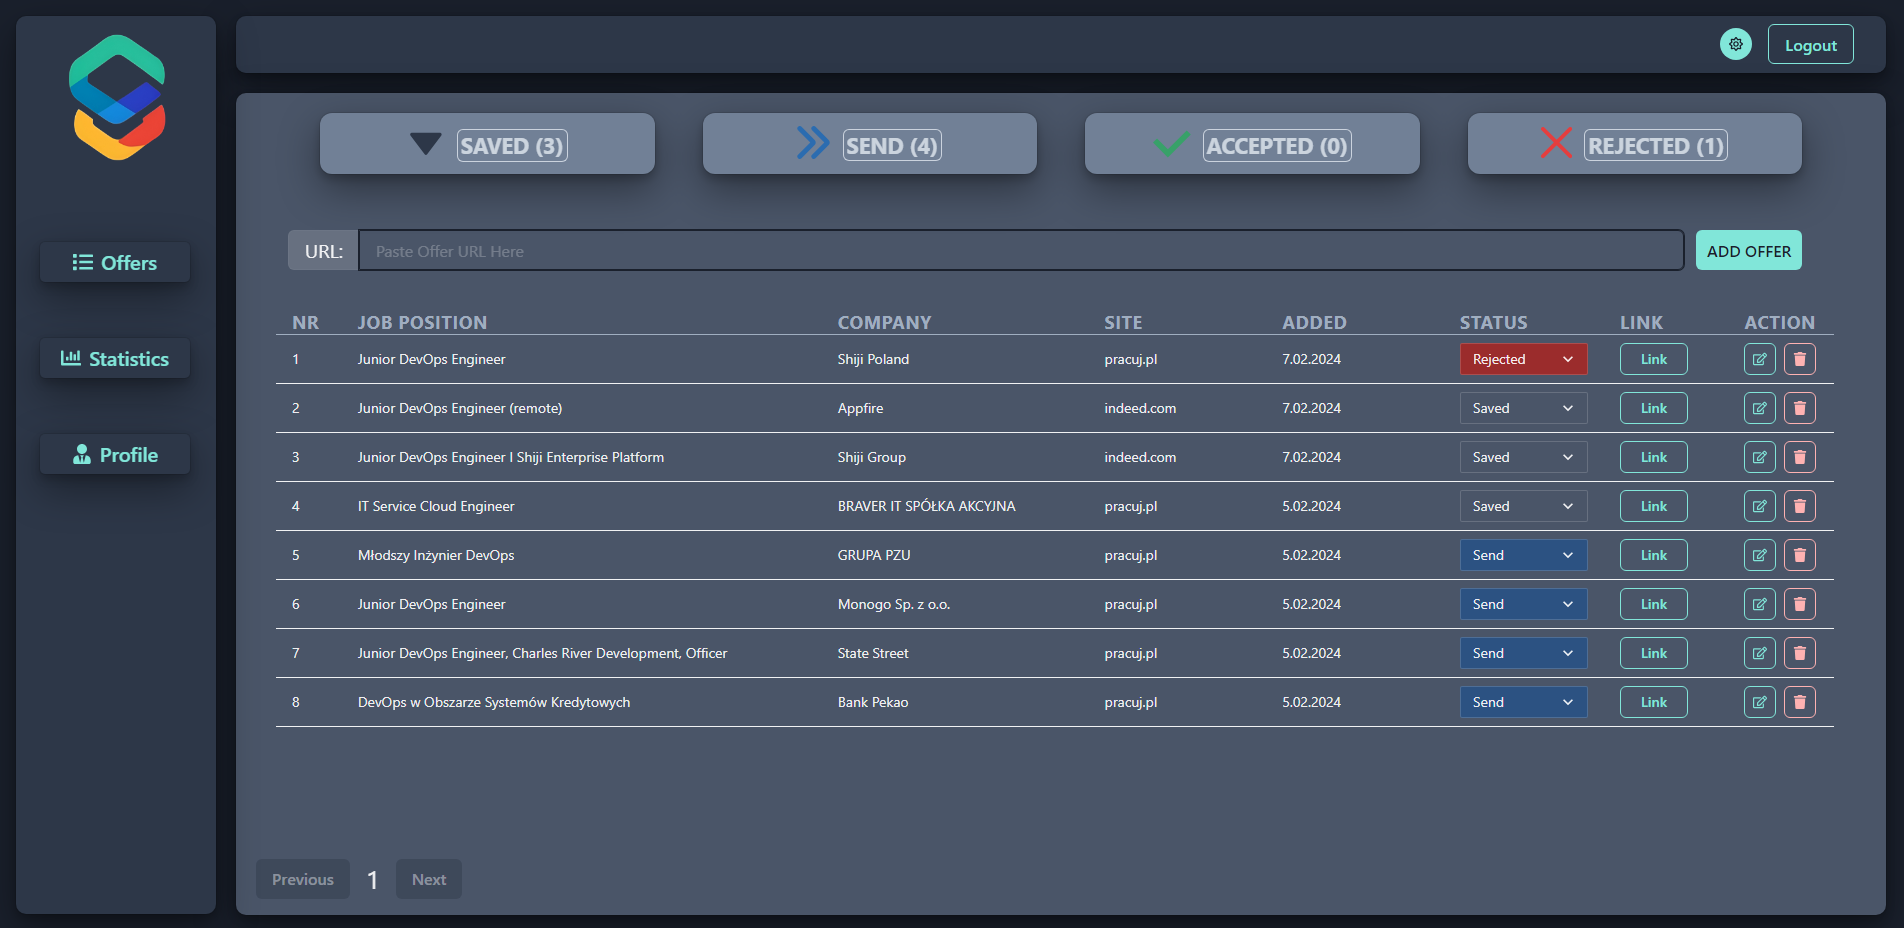 Logout
SAVED (3) SEND (4) ACCEPTED (0) REJECTED (1)
Offers
Statistics
Profile
URL: Paste Offer URL Here ADD OFFER
NR JOB POSITION COMPANY SITE ADDED STATUS LINK ACTION
1 Junior DevOps Engineer Shiji Poland pracuj.pl 7.02.2024 Rejected Link
2 Junior DevOps Engineer (remote) Appfire indeed.com 7.02.2024 Saved Link
3 Junior DevOps Engineer I Shiji Enterprise Platform Shiji Group indeed.com 7.02.2024 Saved Link
4 IT Service Cloud Engineer BRAVER IT SPÓŁKA AKCYJNA pracuj.pl 5.02.2024 Saved Link
5 Młodszy Inżynier DevOps GRUPA PZU pracuj.pl 5.02.2024 Send Link
6 Junior DevOps Engineer Monogo Sp. z o.o. pracuj.pl 5.02.2024 Send Link
7 Junior DevOps Engineer, Charles River Development, Officer State Street pracuj.pl 5.02.2024 Send Link
8 DevOps w Obszarze Systemów Kredytowych Bank Pekao pracuj.pl 5.02.2024 Send Link
Previous 1 Next